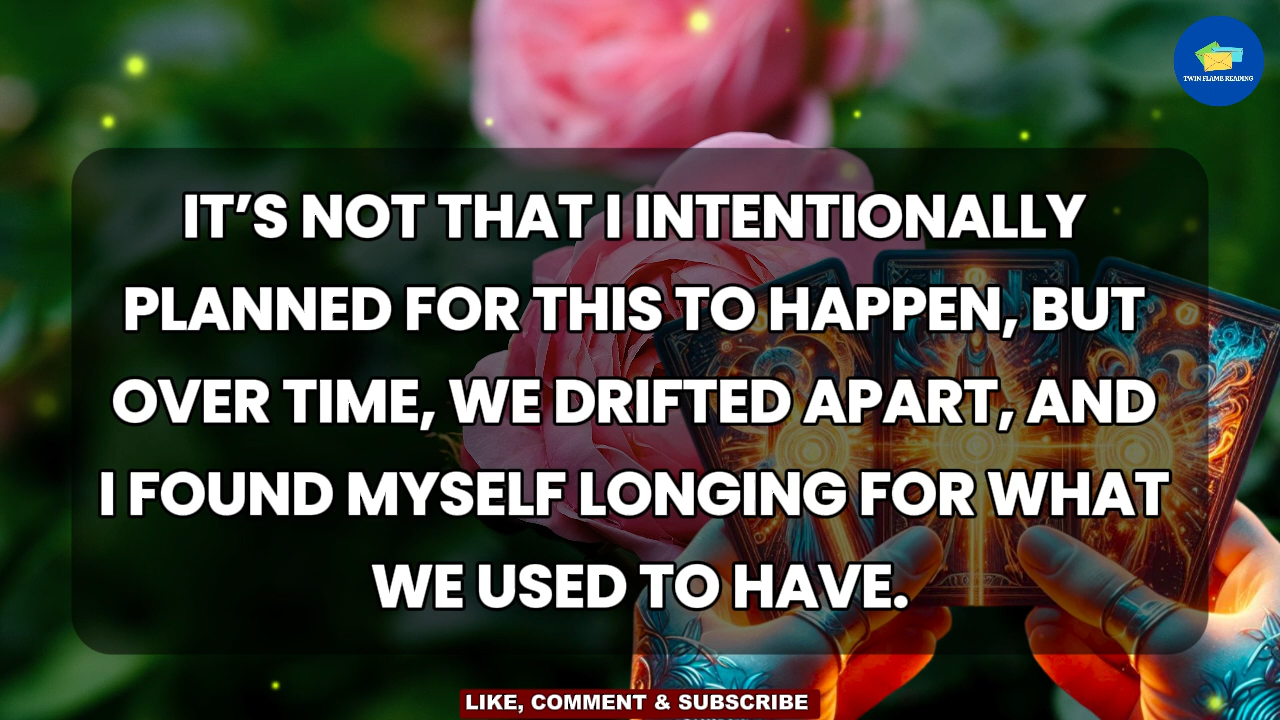 TWIN FLAME READING
IT'S NOT THAT I INTENTIONALLY
PLANNED FOR THIS TO HAPPEN, BUT
OVER TIME, WE DRIFTED APART, AND
I FOUND MYSELF LONGING FOR WHAT
WE USED TO HAVE.
LIKE, COMMENT & SUBSCRIBE